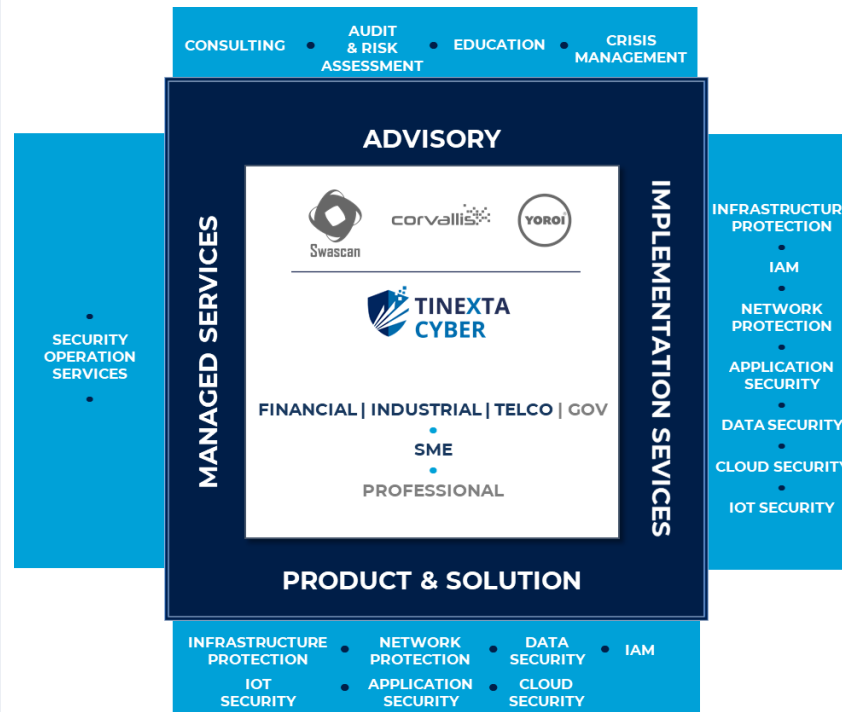 CONSULTING
AUDIT
& RISK
ASSESSMENT
EDUCATION
CRISIS
MANAGEMENT
ADVISORY
MANAGED SERVICES
SECURITY
OPERATION
SERVICES
Swascan
corvallis
YOROI
TINEXTA
CYBER
FINANCIAL | INDUSTRIAL | TELCO | GOV
SME
PROFESSIONAL
IMPLEMENTATION SEVICES
INFRASTRUCTUR
PROTECTION
IAM
NETWORK
PROTECTION
APPLICATION
SECURITY
DATA SECURITY
CLOUD SECURITY
IOT SECURITY
PRODUCT & SOLUTION
INFRASTRUCTURE
PROTECTION
NETWORK
PROTECTION
DATA
SECURITY
IAM
IOT
SECURITY
APPLICATION
SECURITY
CLOUD
SECURITY